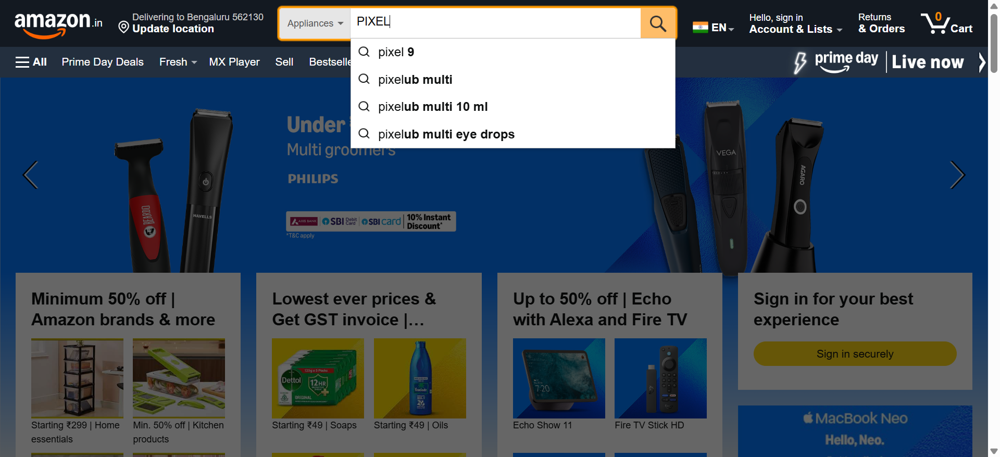 amazon.in
Delivering to Bengaluru 562130
Update location
Appliances
PIXEL
EN
Hello, sign in
Account & Lists
Returns
& Orders
0
Cart
All
Prime Day Deals
Fresh
MX Player
Sell
prime day
Live now
pixel 9
pixelub multi
pixelub multi 10 ml
pixelub multi eye drops
Under
Multi groomers
PHILIPS
AXIS BANK
SBI Debit Card
SBI card
10% Instant
Discount*
*T&C apply
BEARDO
HAVELLS
VEGA
AGARO
Minimum 50% off |
Amazon brands & more
Lowest ever prices &
Get GST invoice |…
Up to 50% off | Echo
with Alexa and Fire TV
Sign in for your best
experience
Sign in securely
125g x 5 Packs
Dettol
12HR
ORIGINAL
7:20
Starting ₹299 | Home
essentials
Min. 50% off | Kitchen
products
Starting ₹49 | Soaps
Starting ₹49 | Oils
Echo Show 11
Fire TV Stick HD
MacBook Neo
Hello, Neo.